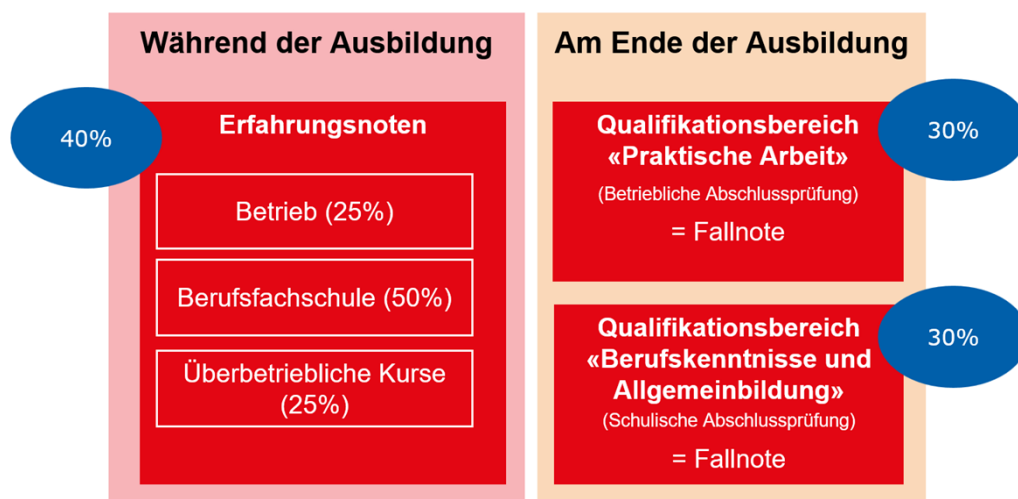 Während der Ausbildung
40%
Erfahrungsnoten
Betrieb (25%)
Berufsfachschule (50%)
Überbetriebliche Kurse
(25%)
Am Ende der Ausbildung
30%
Qualifikationsbereich
«Praktische Arbeit»
(Betriebliche Abschlussprüfung)
= Fallnote
30%
Qualifikationsbereich
«Berufskenntnisse und
Allgemeinbildung»
(Schulische Abschlussprüfung)
= Fallnote